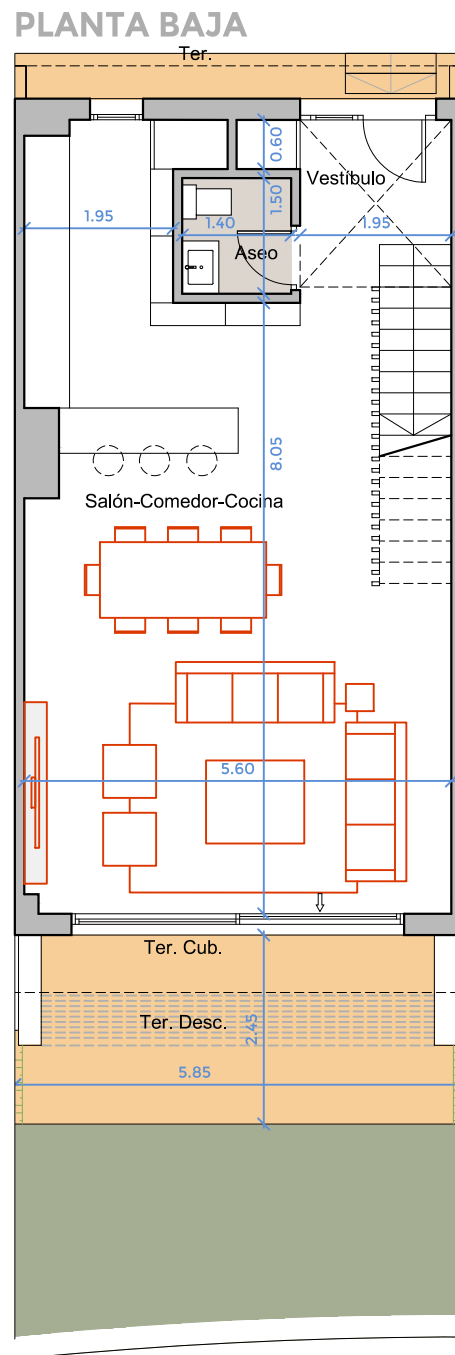 PLANTA BAJA
Ter.
0.60
Vestíbulo
1.50
1.95
1.40
1.95
Aseo
8.05
Salón-Comedor-Cocina
5.60
Ter. Cub.
Ter. Desc.
2.45
5.85